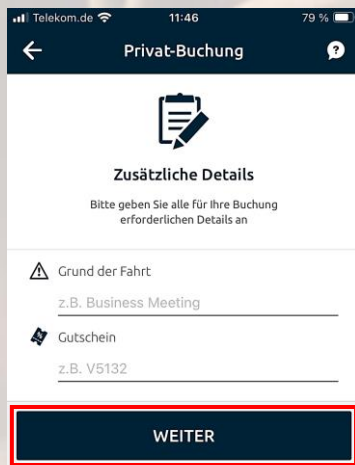 Telekom.de 11:46 79 %
Privat-Buchung ?
Zusätzliche Details
Bitte geben Sie alle für Ihre Buchung
erforderlichen Details an
Grund der Fahrt
z.B. Business Meeting
Gutschein
z.B. V5132
WEITER